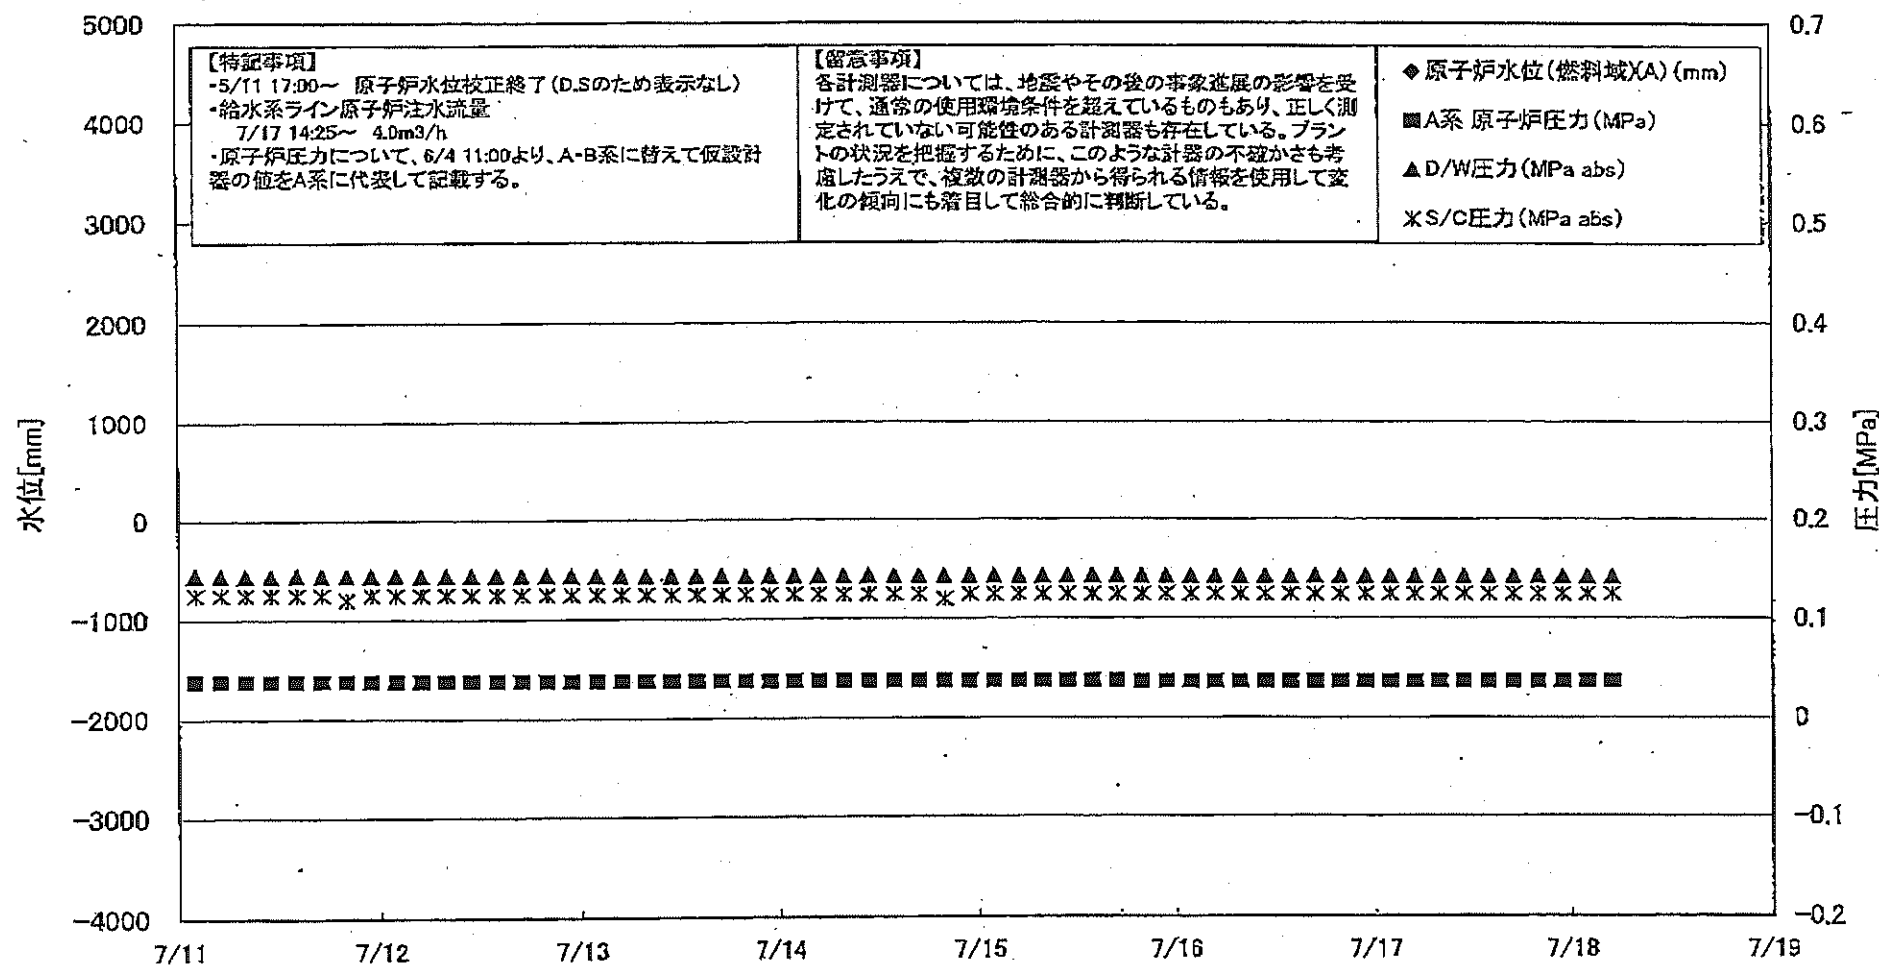 5000
4000
3000
2000
1000
0
-1000
-2000
-3000
-4000
水位[mm]
【特記事項】
・5/11 17:00~ 原子炉水位校正終了(D.Sのため表示なし)
・給水系ライン原子炉注水流量
7/17 14:25~ 4.0m3/h
・原子炉圧力について、6/4 11:00より、A・B系に替えて仮設計
器の値をA系に代表して記載する。
【留意事項】
各計測器については、地震やその後の事象進展の影響を受
けて、通常の使用環境条件を超えているものもあり、正しく測
定されていない可能性のある計測器も存在している。プラン
トの状況を把握するために、このような計器の不確かさも考
慮したうえで、複数の計測器から得られる情報を使用して変
化の傾向にも着目して総合的に判断している。
◆原子炉水位(燃料域)(A)(mm)
■A系 原子炉圧力(MPa)
▲D/W圧力(MPa abs)
S/C圧力(MPa abs)
0.7
0.6
0.5
0.4
0.3
0.2
0.1
0
-0.1
-0.2
圧力[MPa]
7/11 7/12 7/13 7/14 7/15 7/16 7/17 7/18 7/19